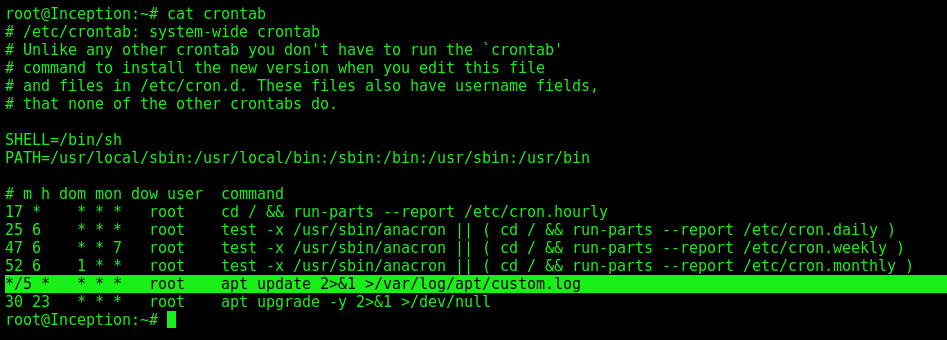 root@Inception:~# cat crontab
# /etc/crontab: system-wide crontab
# Unlike any other crontab you don't have to run the `crontab'
# command to install the new version when you edit this file
# and files in /etc/cron.d. These files also have username fields,
# that none of the other crontabs do.

SHELL=/bin/sh
PATH=/usr/local/sbin:/usr/local/bin:/sbin:/bin:/usr/sbin:/usr/bin

# m h dom mon dow user  command
17 *    * * *   root    cd / && run-parts --report /etc/cron.hourly
25 6    * * *   root    test -x /usr/sbin/anacron || ( cd / && run-parts --report /etc/cron.daily )
47 6    * * 7   root    test -x /usr/sbin/anacron || ( cd / && run-parts --report /etc/cron.weekly )
52 6    1 * *   root    test -x /usr/sbin/anacron || ( cd / && run-parts --report /etc/cron.monthly )
*/5 *   * * *   root    apt update 2>&1 >/var/log/apt/custom.log
30 23   * * *   root    apt upgrade -y 2>&1 >/dev/null
root@Inception:~#